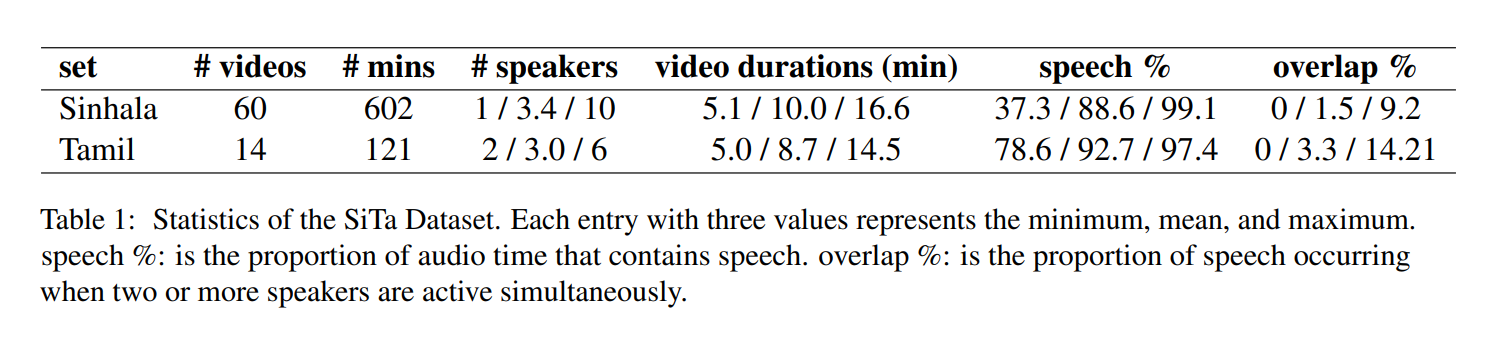 set # videos # mins # speakers video durations (min) speech % overlap %
Sinhala 60 602 1 / 3.4 / 10 5.1 / 10.0 / 16.6 37.3 / 88.6 / 99.1 0 / 1.5 / 9.2
Tamil 14 121 2 / 3.0 / 6 5.0 / 8.7 / 14.5 78.6 / 92.7 / 97.4 0 / 3.3 / 14.21
Table 1: Statistics of the SiTa Dataset. Each entry with three values represents the minimum, mean, and maximum.
speech %: is the proportion of audio time that contains speech. overlap %: is the proportion of speech occurring
when two or more speakers are active simultaneously.